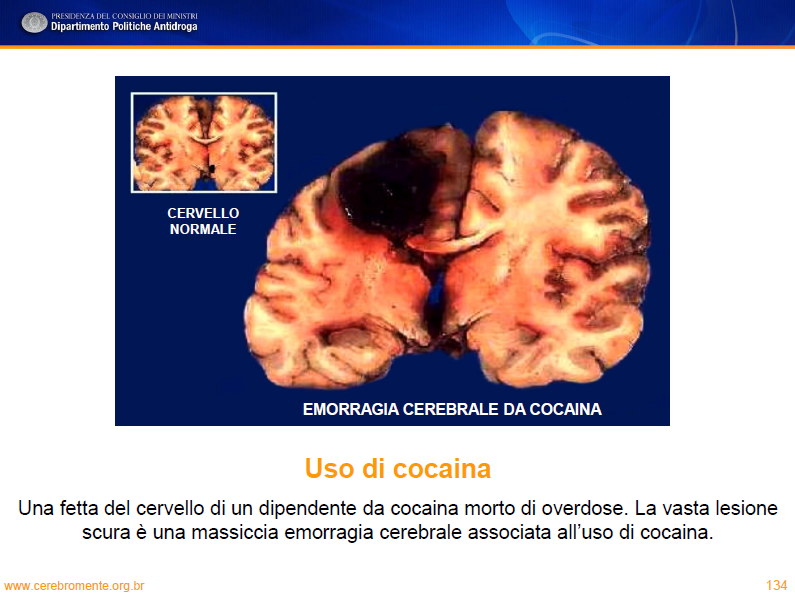 PRESIDENZA DEL CONSIGLIO DEI MINISTRI
Dipartimento Politiche Antidroga
CERVELLO
NORMALE
EMORRAGIA CEREBRALE DA COCAINA
Uso di cocaina
Una fetta del cervello di un dipendente da cocaina morto di overdose. La vasta lesione
scura è una massiccia emorragia cerebrale associata all'uso di cocaina.
www.cerebromente.org.br
134